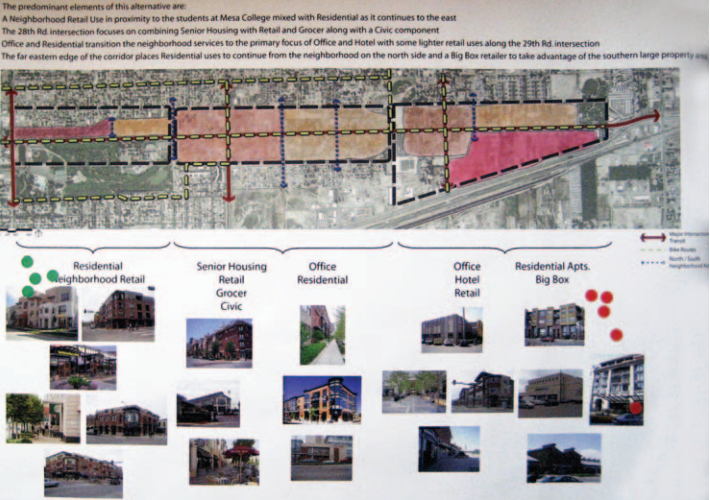 The predominant elements of this alternative are:
A Neighborhood Retail Use in proximity to the students at Mesa College mixed with Residential as it continues to the east
The 28th Rd. intersection focuses on combining Senior Housing with Retail and Grocer along with a Civic component
Office and Residential transition the neighborhood services to the primary focus of Office and Hotel with some lighter retail uses along the 29th Rd. intersection
The far eastern edge of the corridor places Residential uses to continue from the neighborhood on the north side and a Big Box retailer to take advantage of the southern large property
Major
Transit
Bike Routes
North / South
Neighborhood
Residential
Neighborhood Retail
Senior Housing
Retail
Grocer
Civic
Office
Residential
Office
Hotel
Retail
Residential Apts.
Big Box